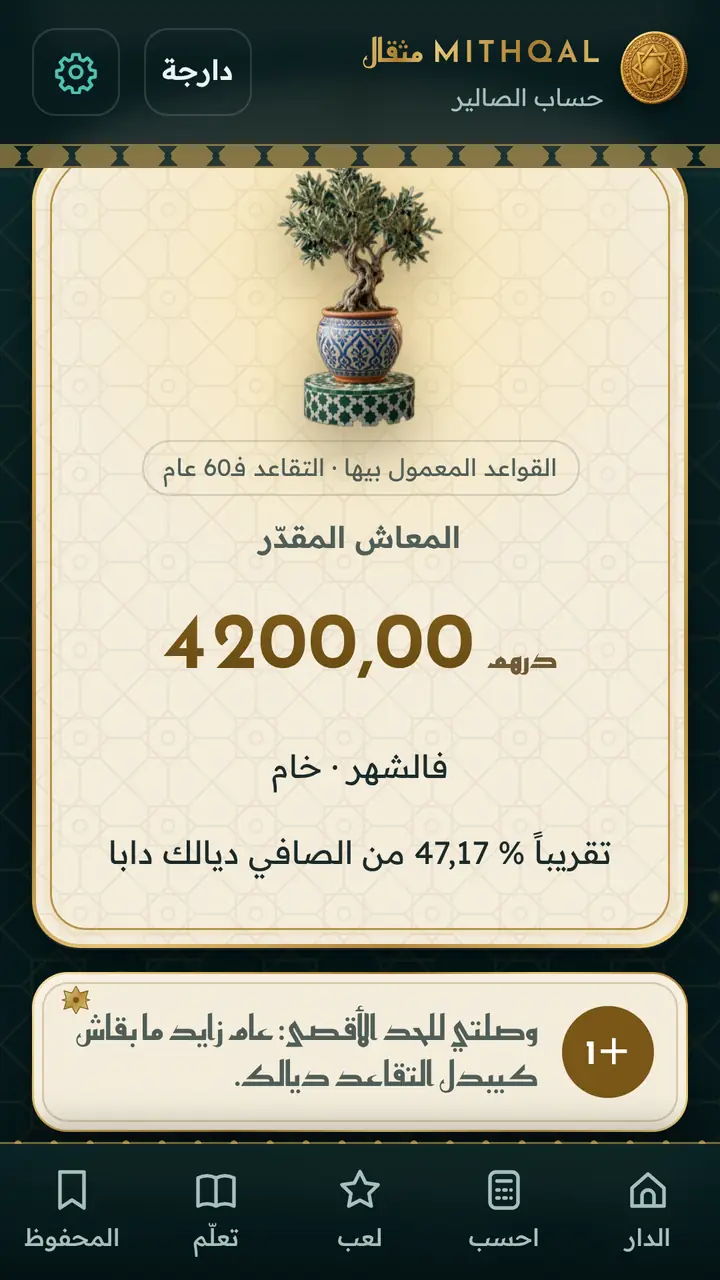 MITHQAL مثقال
حساب الصالير
دارجة
القواعد المعمول بيها · التقاعد ف60 عام
المعاش المقدّر
4 200,00 درهم
فالشهر · خام
تقريباً % 47,17 من الصافي ديالك دابا
+1
وصلتي للحد الأقصى: عام زايد ما بقاش
كيبدل التقاعد ديالك.
الدار
احسب
لعب
تعلّم
المحفوظ